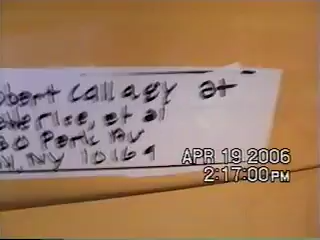 obert Callagy at
et al
Park Av
NY 10169
APR 19 2006
2:17:00PM